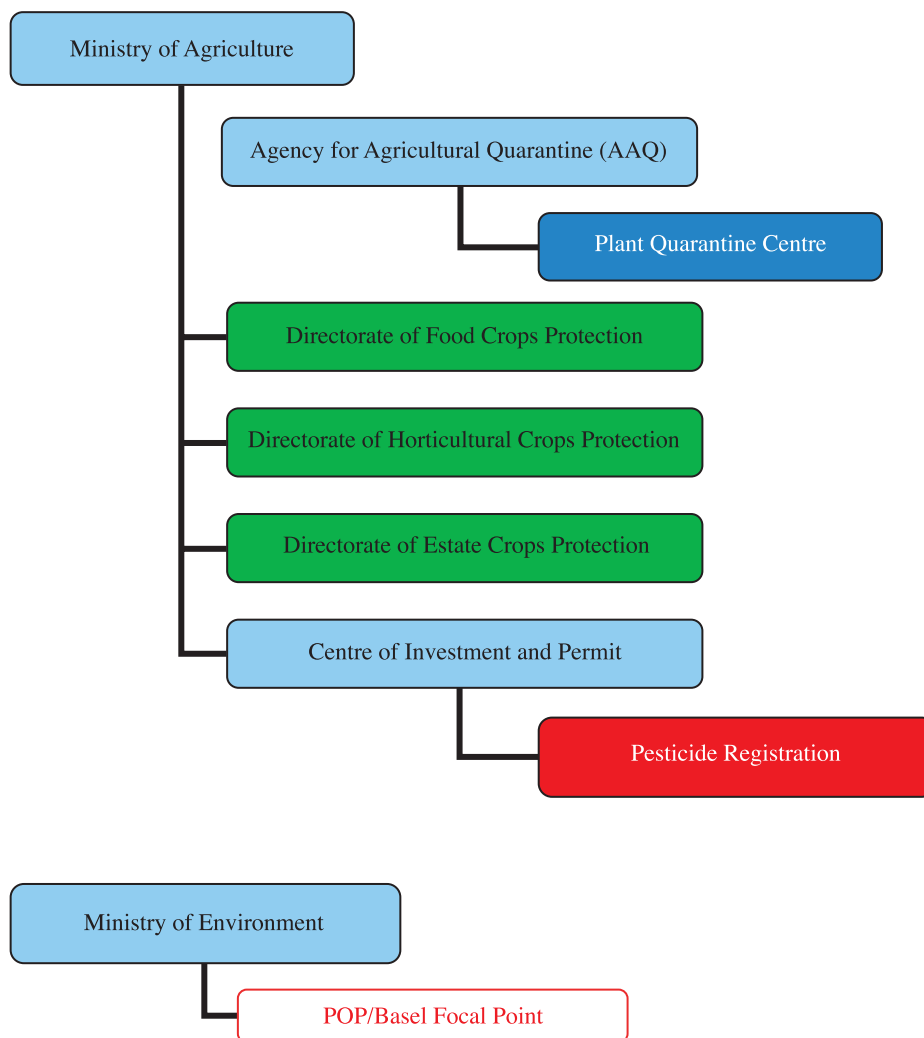 Ministry of Agriculture
Agency for Agricultural Quarantine (AAQ)
Plant Quarantine Centre
Directorate of Food Crops Protection
Directorate of Horticultural Crops Protection
Directorate of Estate Crops Protection
Centre of Investment and Permit
Pesticide Registration
Ministry of Environment
POP/Basel Focal Point